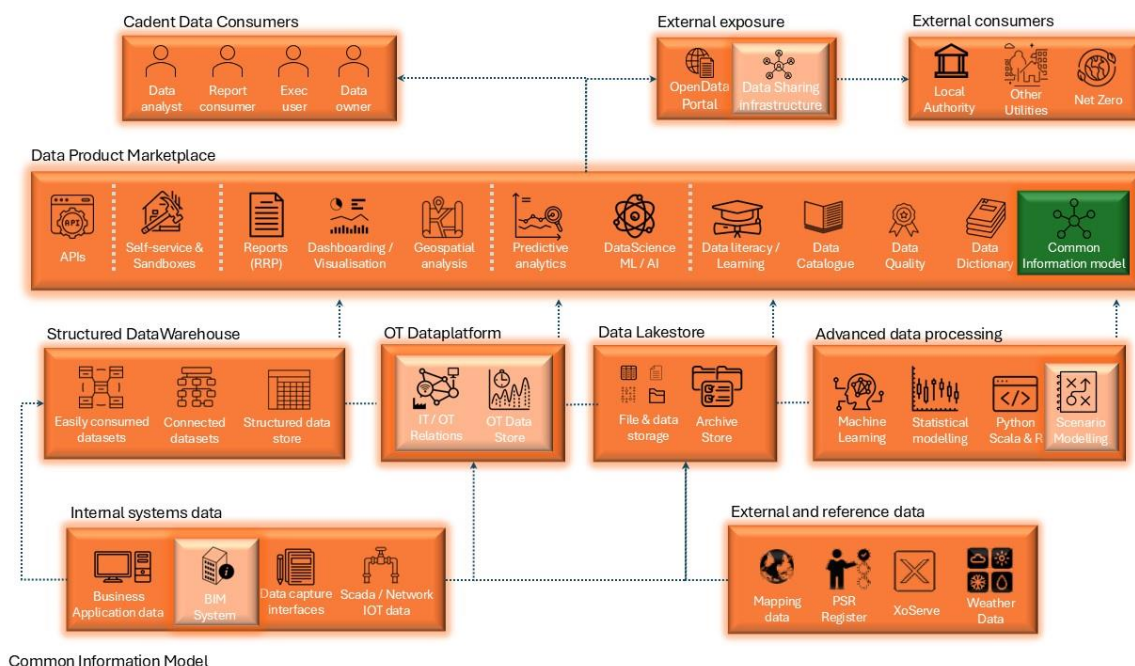 Cadent Data Consumers
External exposure
External consumers
Data
analyst
Report
consumer
Exec
user
Data
owner
OpenData
Portal
Data Sharing
infrastructure
Local
Authority
Other
Utilities
Net Zero
Data Product Marketplace
API
APIs
Self-service &
Sandboxes
Reports
(RRP)
Dashboarding /
Visualisation
Geospatial
analysis
Predictive
analytics
DataScience
ML / AI
Data literacy /
Learning
Data
Catalogue
Data
Quality
Data
Dictionary
Common
Information model
Structured DataWarehouse
OT Dataplatform
Data Lakestore
Advanced data processing
Easily consumed
datasets
Connected
datasets
Structured data
store
IT / OT
Relations
OT Data
Store
File & data
storage
Archive
Store
Machine
Learning
Statistical
modelling
Python
Scala & R
Scenario
Modelling
Internal systems data
External and reference data
Business
Application data
BIM
System
Data capture
interfaces
Scada / Network
IOT data
Mapping
data
PSR
Register
XoServe
Weather
Data
Common Information Model